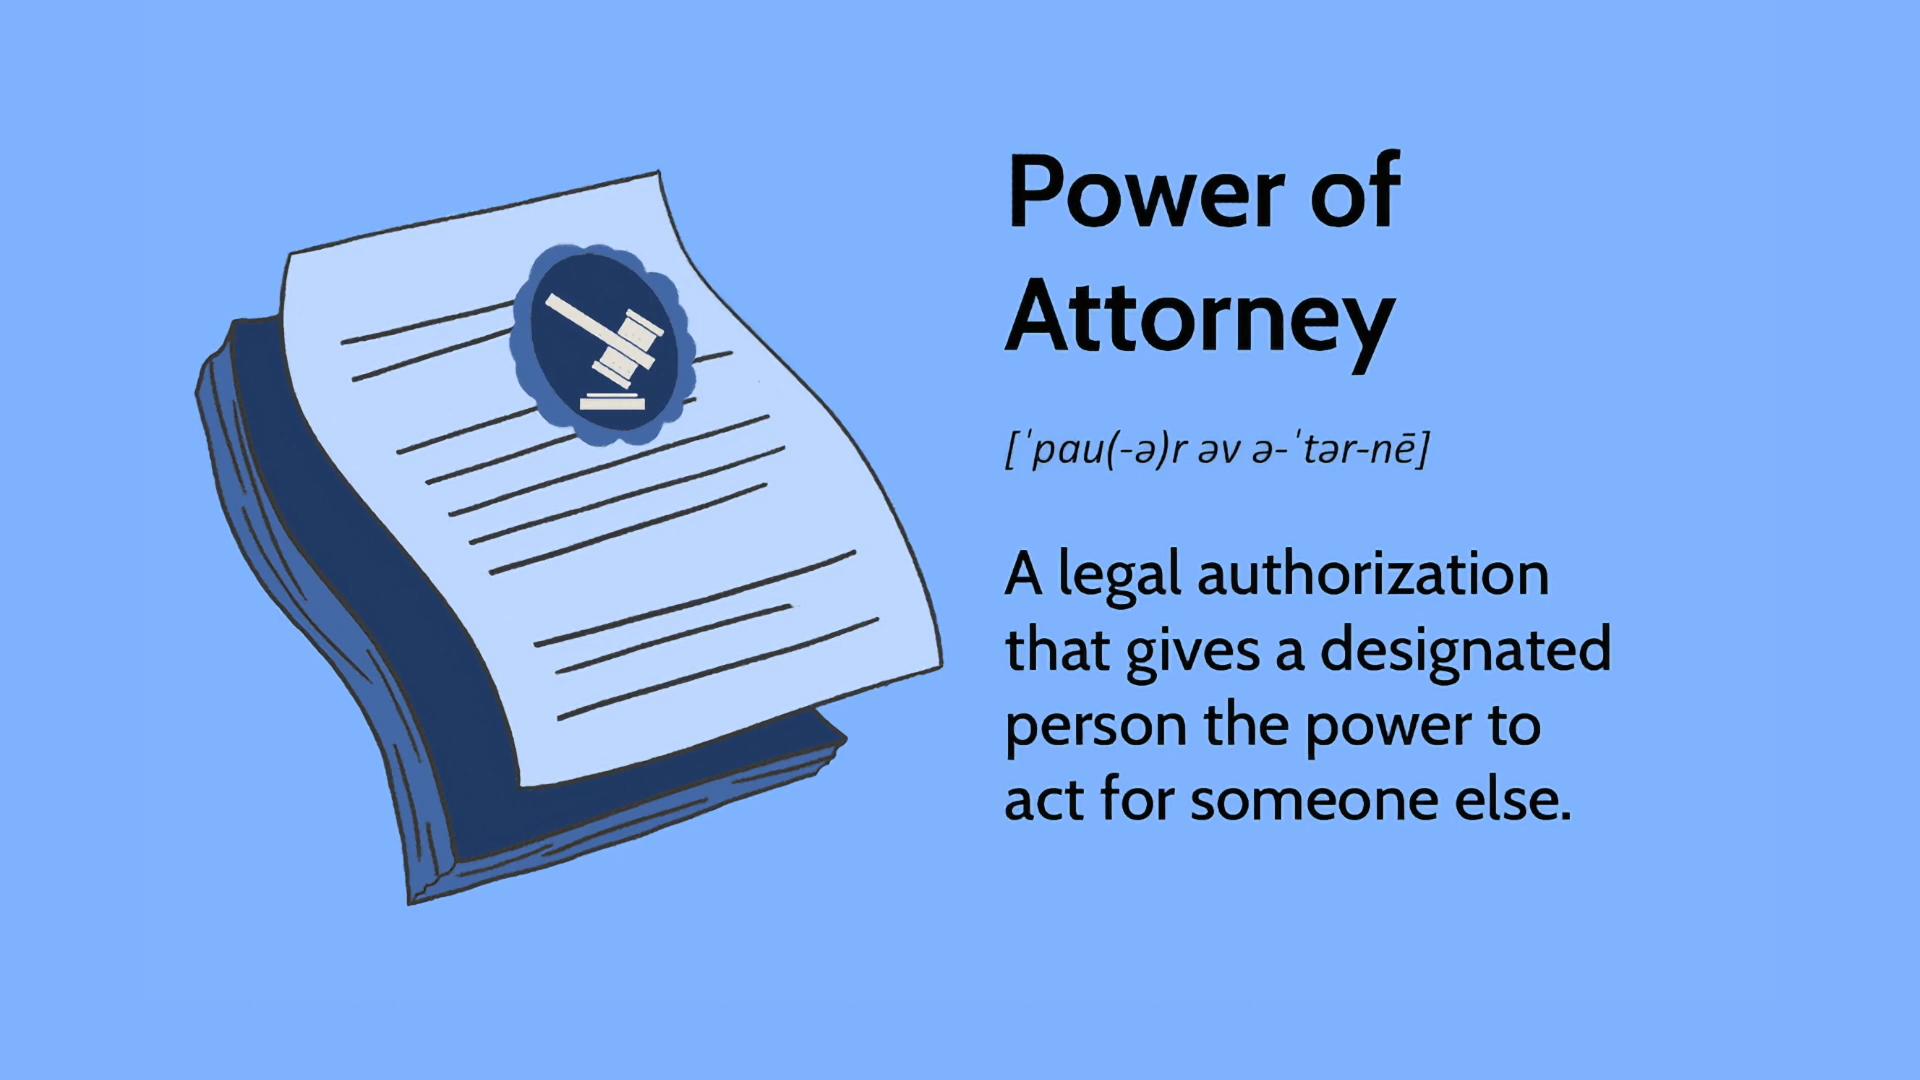 Power of
Attorney
[ˈpau(-ə)r əv ə-ˈtər-nē]
A legal authorization
that gives a designated
person the power to
act for someone else.